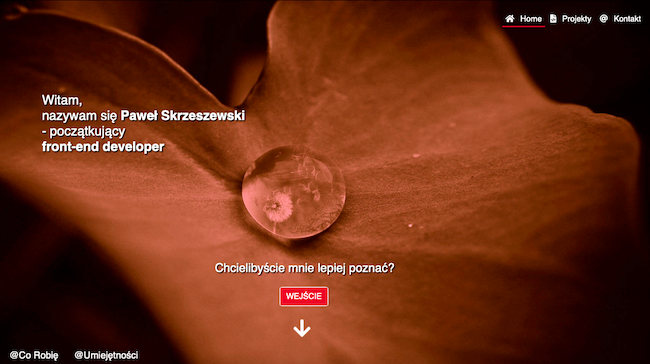 Home Projekty @ Kontakt
Witam,
nazywam się Paweł Skrzeszewski
- początkujący
front-end developer
Chcielibyście mnie lepiej poznać?
WEJŚCIE
@Co Robię @Umiejętności